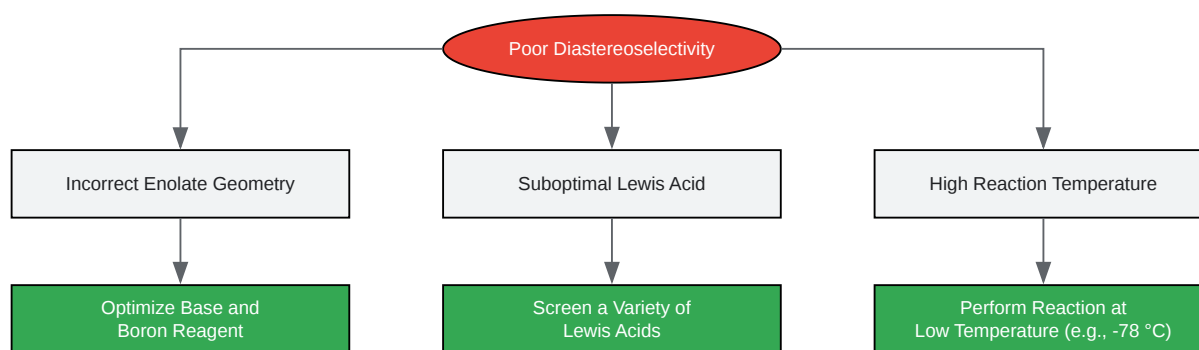 Poor Diastereoselectivity
Incorrect Enolate Geometry
Suboptimal Lewis Acid
High Reaction Temperature
Optimize Base and
Boron Reagent
Screen a Variety of
Lewis Acids
Perform Reaction at
Low Temperature (e.g., -78 °C)